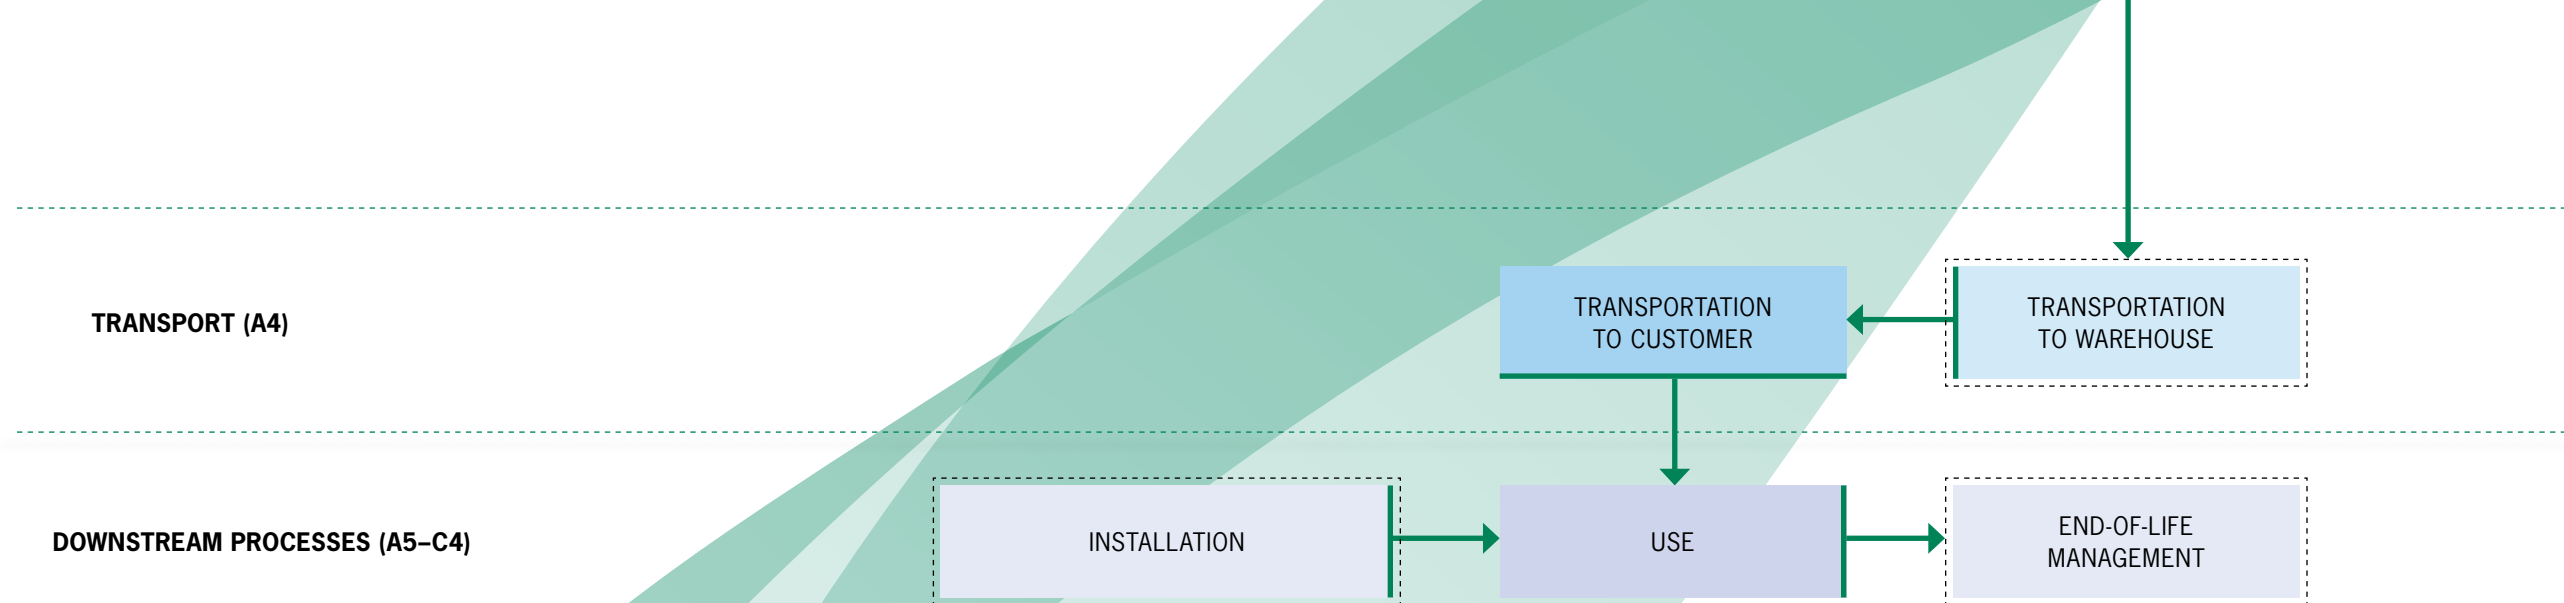 TRANSPORT (A4)
TRANSPORTATION
TO CUSTOMER
TRANSPORTATION
TO WAREHOUSE
DOWNSTREAM PROCESSES (A5–C4)
INSTALLATION
USE
END-OF-LIFE
MANAGEMENT